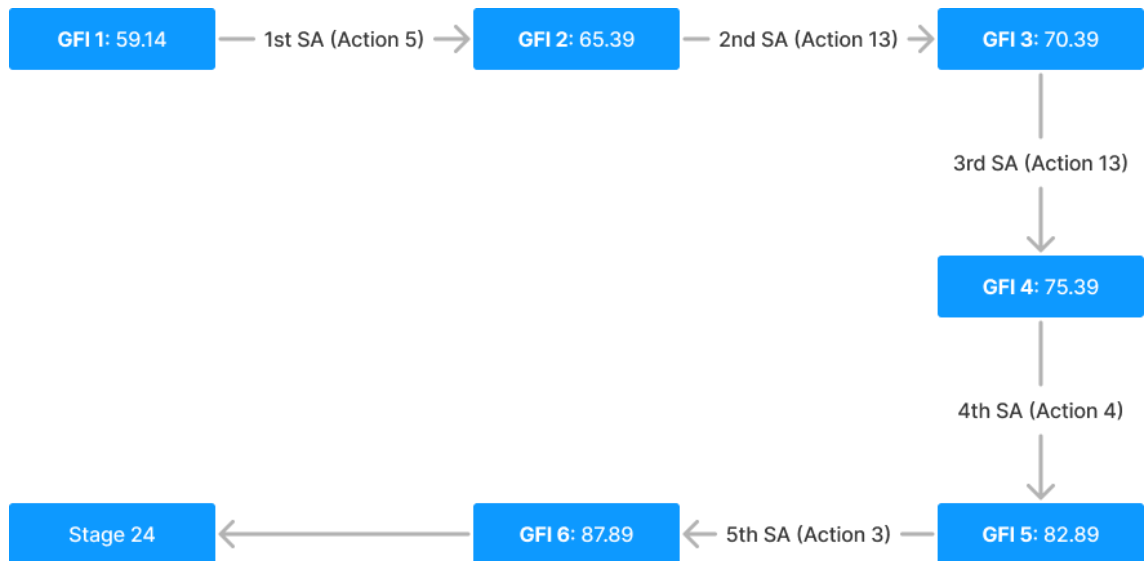 GFI 1: 59.14
1st SA (Action 5)
GFI 2: 65.39
2nd SA (Action 13)
GFI 3: 70.39
3rd SA (Action 13)
GFI 4: 75.39
4th SA (Action 4)
GFI 5: 82.89
5th SA (Action 3)
GFI 6: 87.89
Stage 24